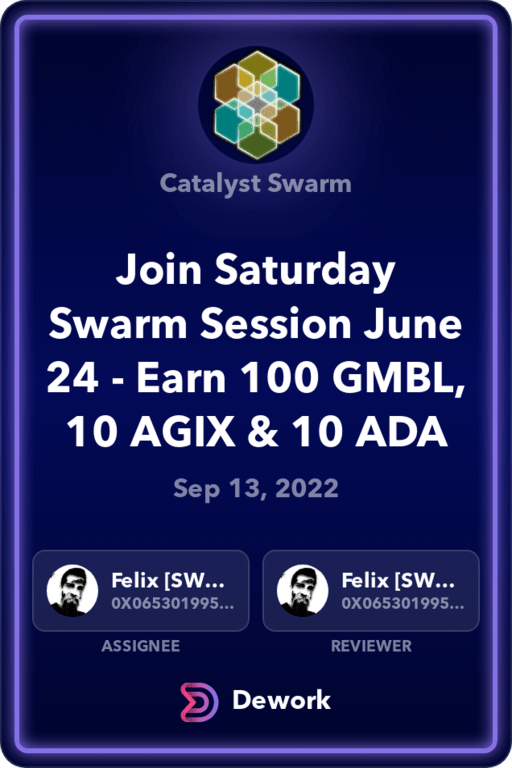 Catalyst Swarm
Join Saturday
Swarm Session June
24 - Earn 100 GMBL,
10 AGIX & 10 ADA
Sep 13, 2022
Felix [SW...
0X065301995...
ASSIGNEE
Felix [SW...
0X065301995...
REVIEWER
Dework